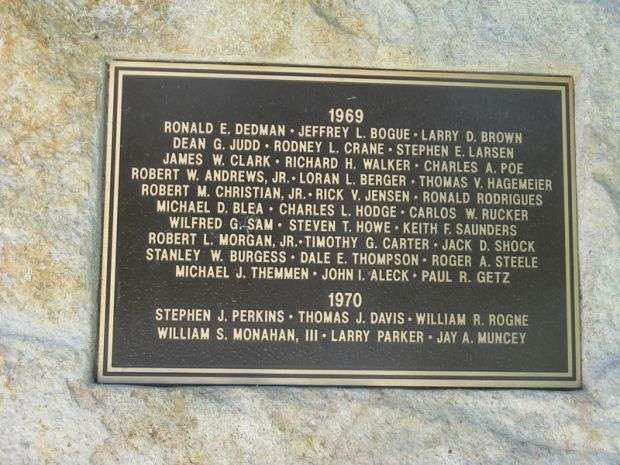 1969
RONALD E. DEDMAN • JEFFREY L. BOGUE • LARRY D. BROWN
DEAN G. JUDD • RODNEY L. CRANE • STEPHEN E. LARSEN
JAMES W. CLARK • RICHARD H. WALKER • CHARLES A. POE
ROBERT W. ANDREWS, JR. • LORAN L. BERGER • THOMAS V. HAGEMEIER
ROBERT M. CHRISTIAN, JR. • RICK V. JENSEN • RONALD RODRIGUES
MICHAEL D. BLEA • CHARLES L. HODGE • CARLOS W. RUCKER
WILFRED G. SAM • STEVEN T. HOWE • KEITH F. SAUNDERS
ROBERT L. MORGAN, JR. • TIMOTHY G. CARTER • JACK D. SHOCK
STANLEY W. BURGESS • DALE E. THOMPSON • ROGER A. STEELE
MICHAEL J. THEMMEN • JOHN I. ALECK • PAUL R. GETZ
1970
STEPHEN J. PERKINS • THOMAS J. DAVIS • WILLIAM R. ROGNE
WILLIAM S. MONAHAN, III • LARRY PARKER • JAY A. MUNCEY